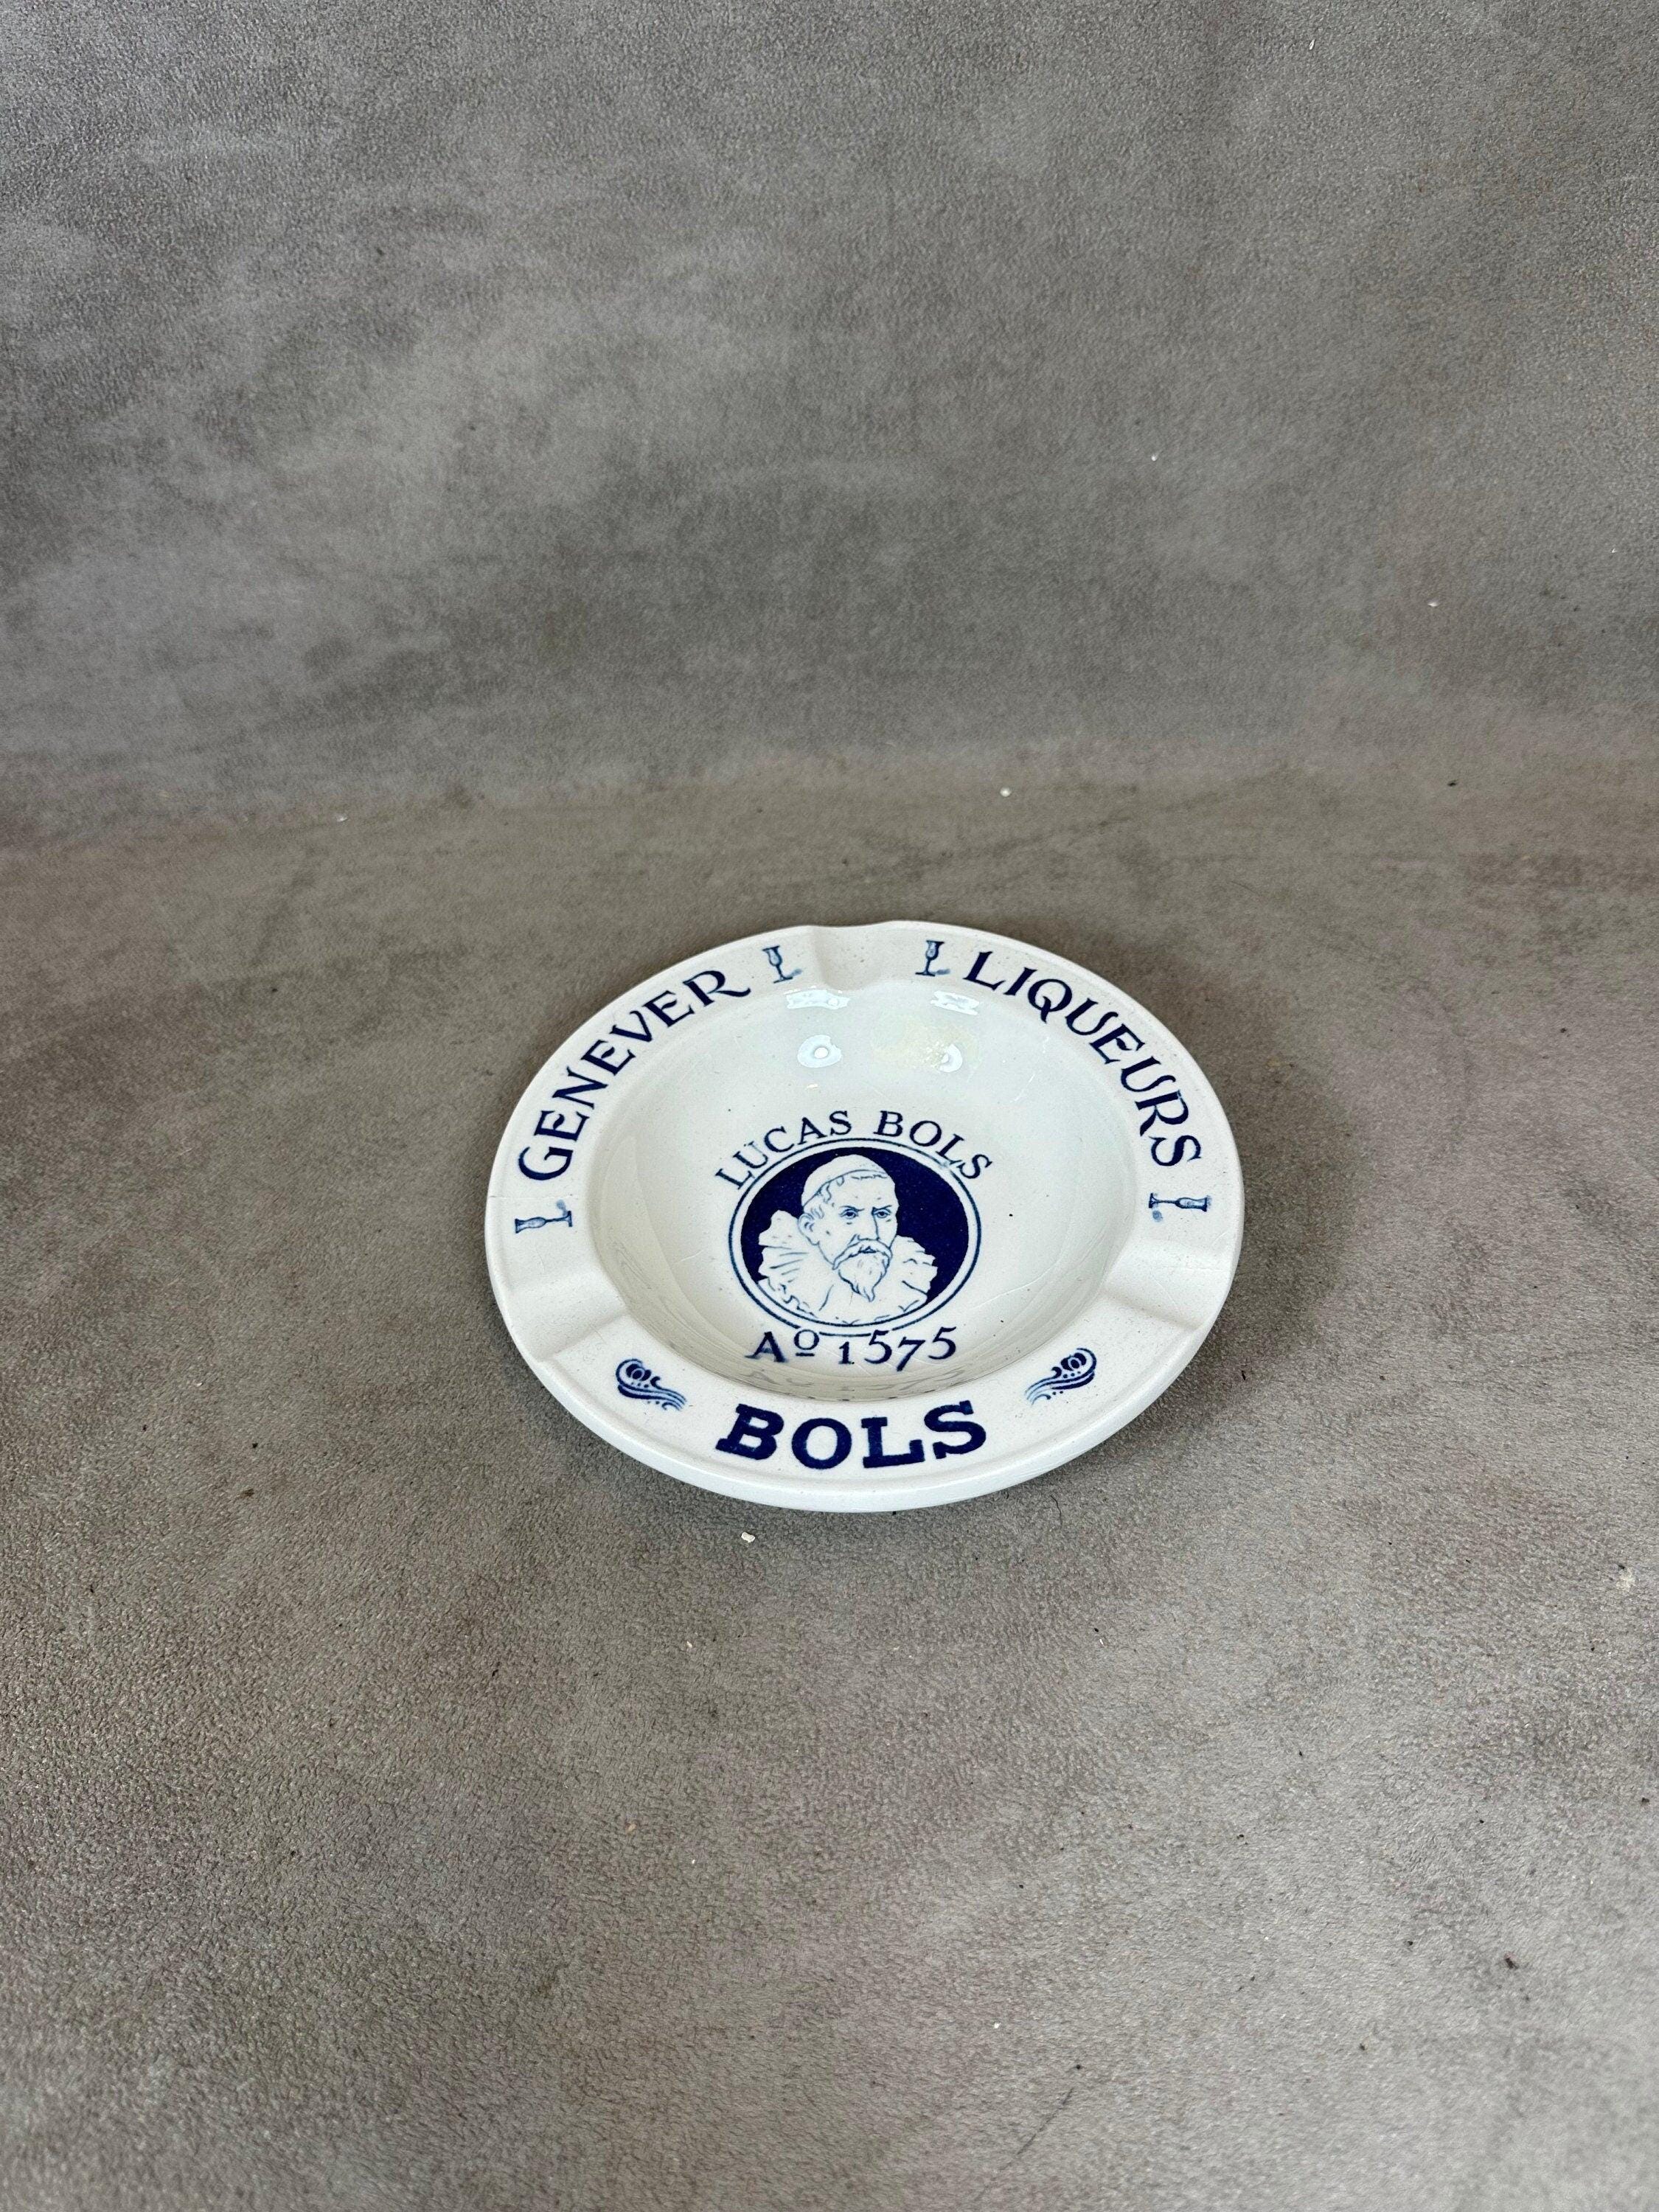 GENEVER
LIQUEURS
LUCAS BOLS
Aº 1575
BOLS